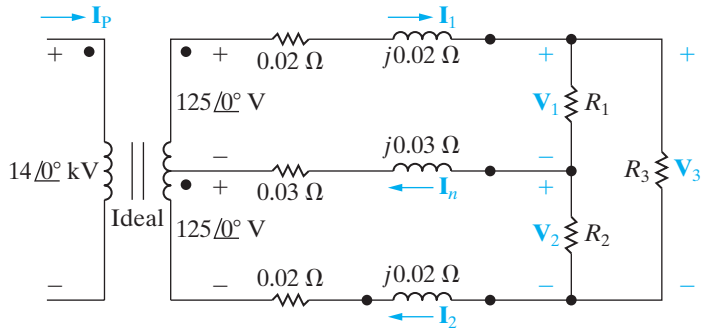 I_P
I_1
+ + + +
0.02 Ω j0.02 Ω
125/0° V V_1 R_1
j0.03 Ω
− −
14/0° kV R_3 V_3
+ 0.03 Ω I_n +
Ideal
125/0° V V_2 R_2
j0.02 Ω
− − − −
0.02 Ω
I_2